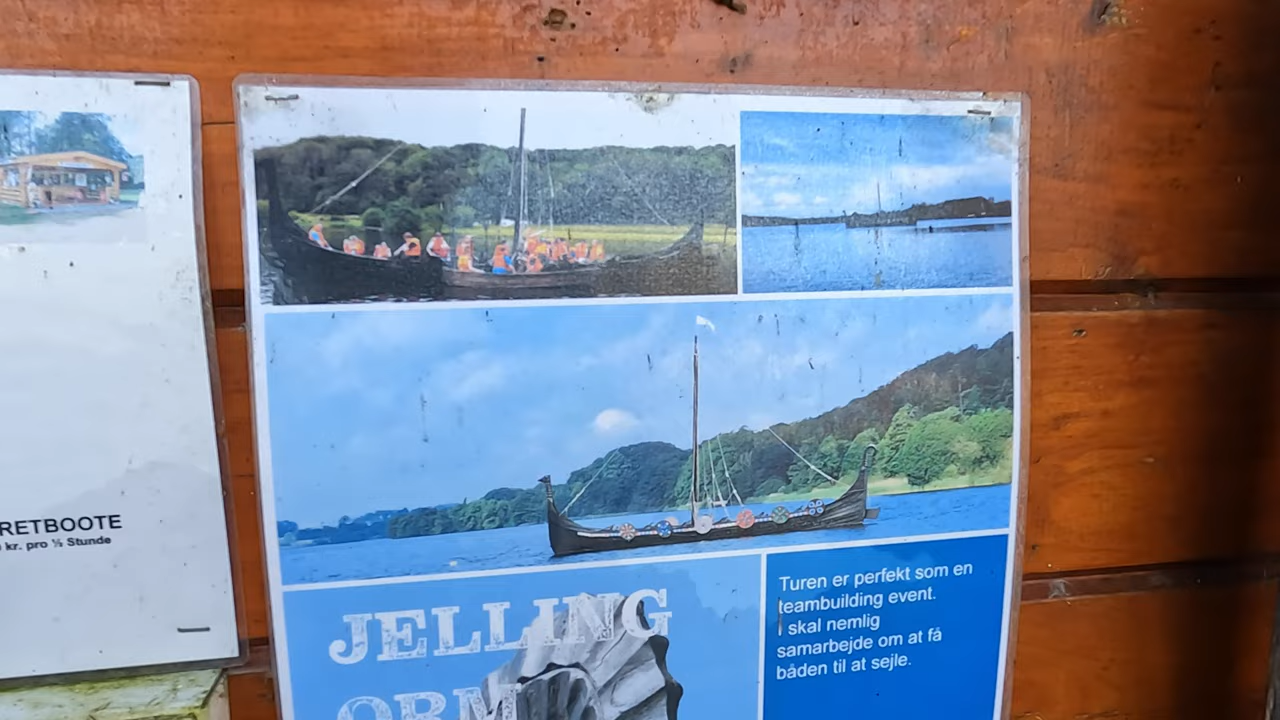 RETBOOTE
kr. pro ½ Stunde
JELLING
ORM
Turen er perfekt som en
teambuilding event.
I skal nemlig
samarbejde om at få
båden til at sejle.